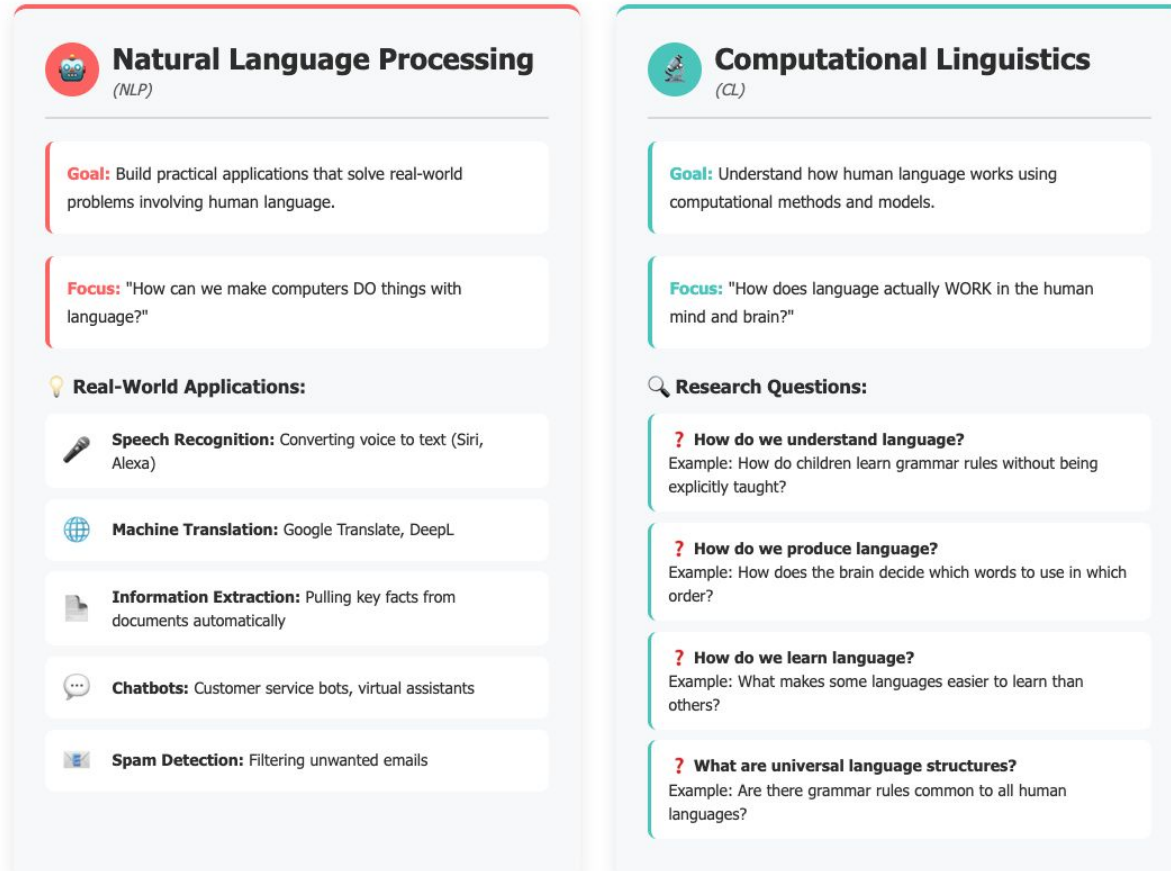 Natural Language Processing
(NLP)
Goal: Build practical applications that solve real-world
problems involving human language.
Focus: "How can we make computers DO things with
language?"
Real-World Applications:
Speech Recognition: Converting voice to text (Siri,
Alexa)
Machine Translation: Google Translate, DeepL
Information Extraction: Pulling key facts from
documents automatically
Chatbots: Customer service bots, virtual assistants
Spam Detection: Filtering unwanted emails
Computational Linguistics
(CL)
Goal: Understand how human language works using
computational methods and models.
Focus: "How does language actually WORK in the human
mind and brain?"
Research Questions:
❓ How do we understand language?
Example: How do children learn grammar rules without being
explicitly taught?
❓ How do we produce language?
Example: How does the brain decide which words to use in which
order?
❓ How do we learn language?
Example: What makes some languages easier to learn than
others?
❓ What are universal language structures?
Example: Are there grammar rules common to all human
languages?